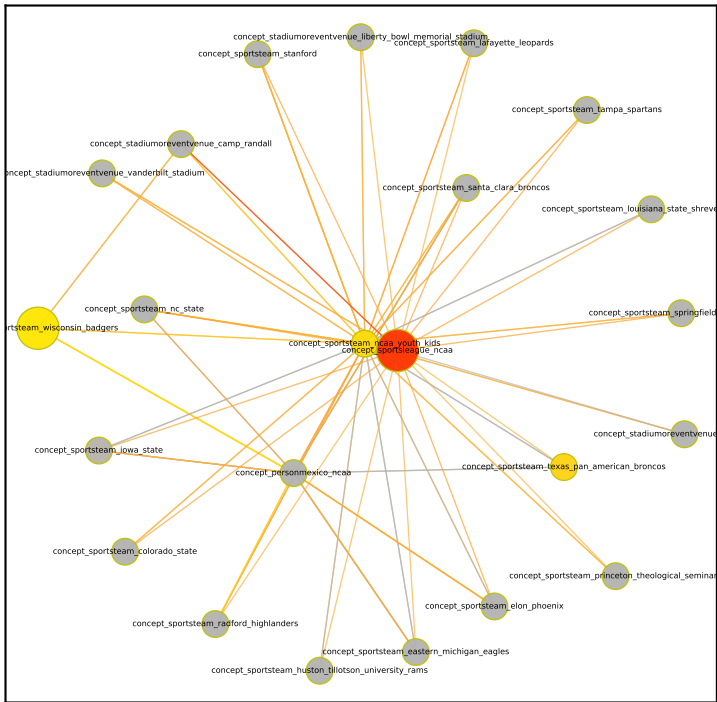 concept_stadiumoreventvenue_liberty_bowl_memorial_stadium
concept_sportsteam_lafayette_leopards
concept_sportsteam_stanford
concept_sportsteam_tampa_spartans
concept_stadiumoreventvenue_camp_randall
concept_stadiumoreventvenue_vanderbilt_stadium
concept_sportsteam_santa_clara_broncos
concept_sportsteam_louisiana_state_shreve
concept_sportsteam_nc_state
concept_sportsteam_springfield
rtsteam_wisconsin_badgers
concept_sportsteam_ncaa_youth_kids
concept_sportsleague_ncaa
concept_stadiumoreventvenue
concept_sportsteam_iowa_state
concept_sportsteam_texas_pan_american_broncos
concept_personmexico_ncaa
concept_sportsteam_colorado_state
concept_sportsteam_princeton_theological_seminar
concept_sportsteam_elon_phoenix
concept_sportsteam_radford_highlanders
concept_sportsteam_eastern_michigan_eagles
concept_sportsteam_huston_tillotson_university_rams